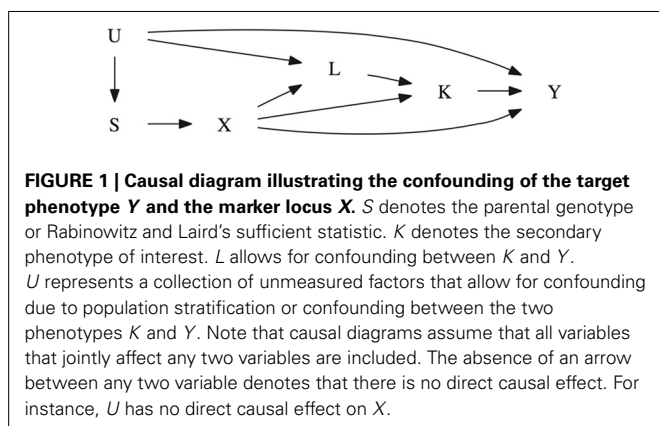 U
L
K
Y
S
X
FIGURE 1 | Causal diagram illustrating the confounding of the target
phenotype Y and the marker locus X. S denotes the parental genotype
or Rabinowitz and Laird's sufficient statistic. K denotes the secondary
phenotype of interest. L allows for confounding between K and Y.
U represents a collection of unmeasured factors that allow for confounding
due to population stratification or confounding between the two
phenotypes K and Y. Note that causal diagrams assume that all variables
that jointly affect any two variables are included. The absence of an arrow
between any two variable denotes that there is no direct causal effect. For
instance, U has no direct causal effect on X.